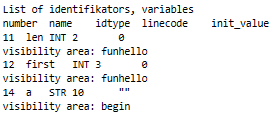 List of identifikators, variables
number name idtype linecode init_value
11 len INT 2 0
visibility area: funhello
12 first INT 3 0
visibility area: funhello
14 a STR 10 ""
visibility area: begin